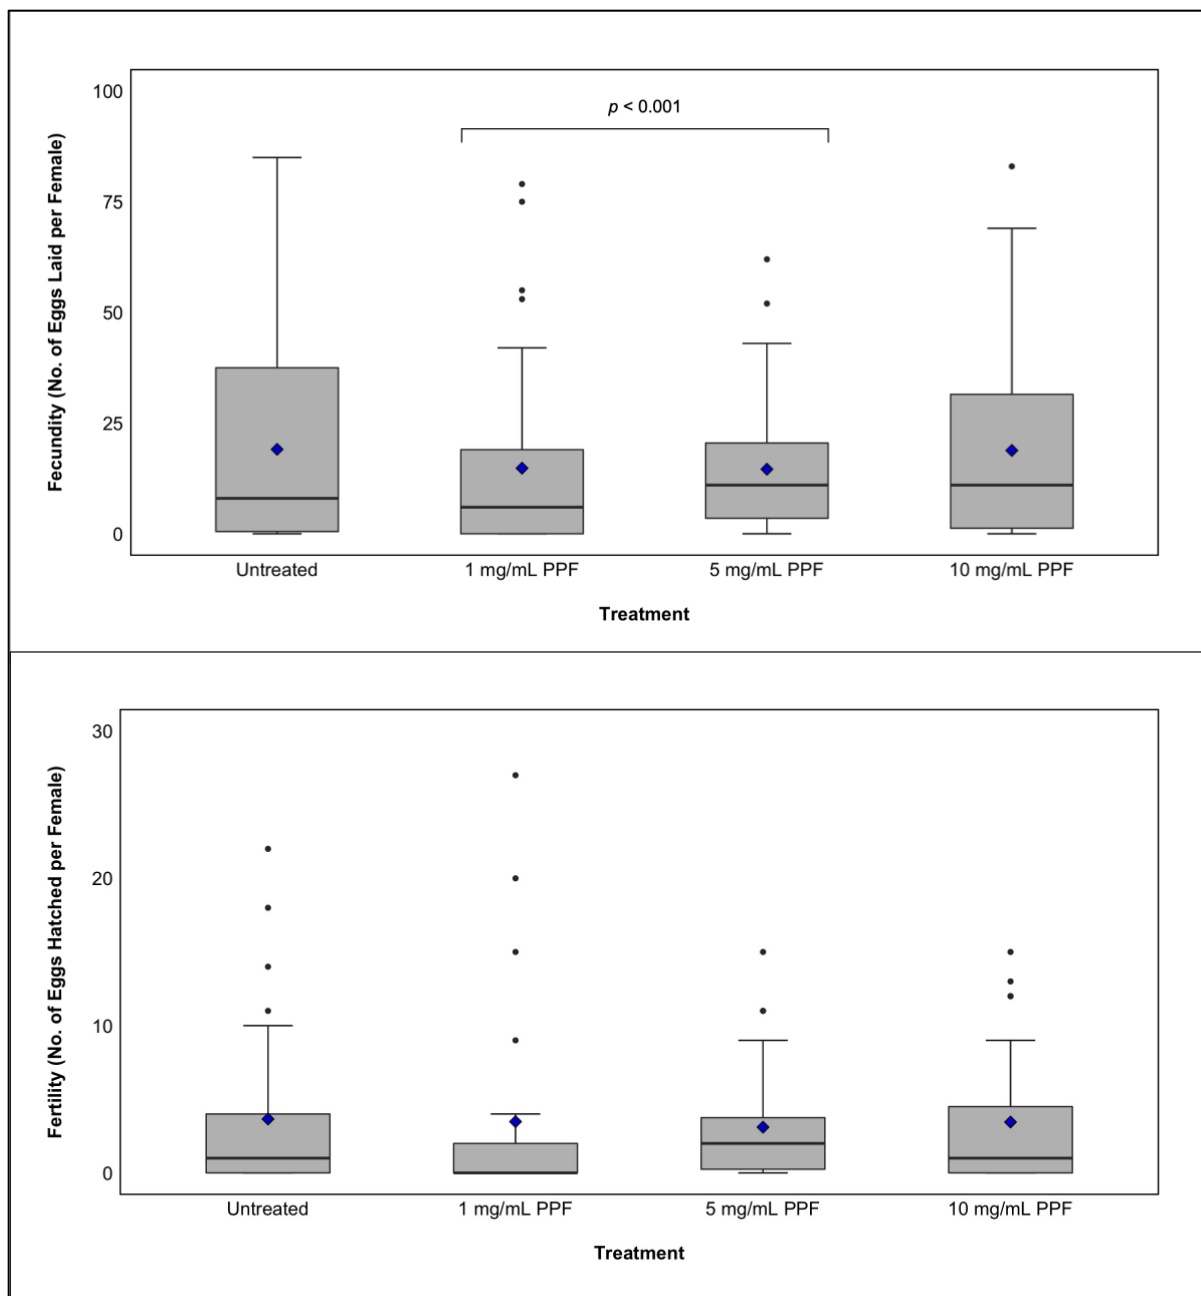 Fecundity (No. of Eggs Laid per Female)
100
75
50
25
0
p < 0.001
Untreated
1 mg/mL PPF
5 mg/mL PPF
10 mg/mL PPF
Treatment
Fertility (No. of Eggs Hatched per Female)
30
20
10
0
Untreated
1 mg/mL PPF
5 mg/mL PPF
10 mg/mL PPF
Treatment